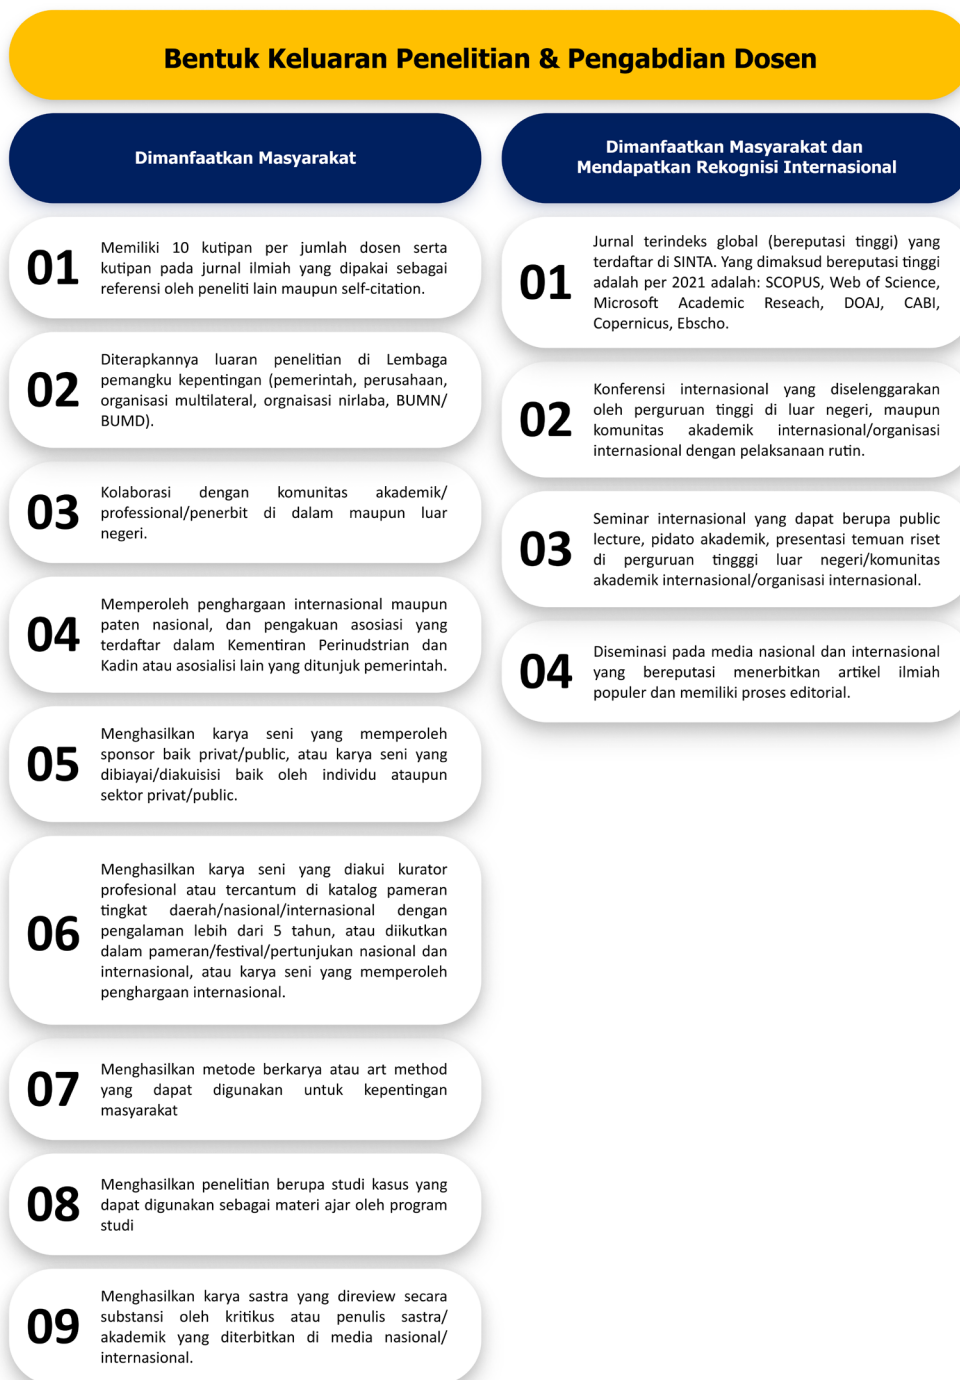 Bentuk Keluaran Penelitian & Pengabdian Dosen
Dimanfaatkan Masyarakat
01
Memiliki 10 kutipan per jumlah dosen serta
kutipan pada jurnal ilmiah yang dipakai sebagai
referensi oleh peneliti lain maupun self-citation.
02
Diterapkannya luaran penelitian di Lembaga
pemangku kepentingan (pemerintah, perusahaan,
organisasi multilateral, orgnaisasi nirlaba, BUMN/
BUMD).
03
Kolaborasi dengan komunitas akademik/
professional/penerbit di dalam maupun luar
negeri.
04
Memperoleh penghargaan internasional maupun
paten nasional, dan pengakuan asosiasi yang
terdaftar dalam Kementiran Perinudstrian dan
Kadin atau asosialisi lain yang ditunjuk pemerintah.
05
Menghasilkan karya seni yang memperoleh
sponsor baik privat/public, atau karya seni yang
dibiayai/diakuisisi baik oleh individu ataupun
sektor privat/public.
06
Menghasilkan karya seni yang diakui kurator
profesional atau tercantum di katalog pameran
tingkat daerah/nasional/internasional dengan
pengalaman lebih dari 5 tahun, atau diikutkan
dalam pameran/festival/pertunjukan nasional dan
internasional, atau karya seni yang memperoleh
penghargaan internasional.
07
Menghasilkan metode berkarya atau art method
yang dapat digunakan untuk kepentingan
masyarakat
08
Menghasilkan penelitian berupa studi kasus yang
dapat digunakan sebagai materi ajar oleh program
studi
09
Menghasilkan karya sastra yang direview secara
substansi oleh kritikus atau penulis sastra/
akademik yang diterbitkan di media nasional/
internasional.
Dimanfaatkan Masyarakat dan
Mendapatkan Rekognisi Internasional
01
Jurnal terindeks global (bereputasi tinggi) yang
terdaftar di SINTA. Yang dimaksud bereputasi tinggi
adalah per 2021 adalah: SCOPUS, Web of Science,
Microsoft Academic Reseach, DOAJ, CABI,
Copernicus, Ebscho.
02
Konferensi internasional yang diselenggarakan
oleh perguruan tinggi di luar negeri, maupun
komunitas akademik internasional/organisasi
internasional dengan pelaksanaan rutin.
03
Seminar internasional yang dapat berupa public
lecture, pidato akademik, presentasi temuan riset
di perguruan tingggi luar negeri/komunitas
akademik internasional/organisasi internasional.
04
Diseminasi pada media nasional dan internasional
yang bereputasi menerbitkan artikel ilmiah
populer dan memiliki proses editorial.